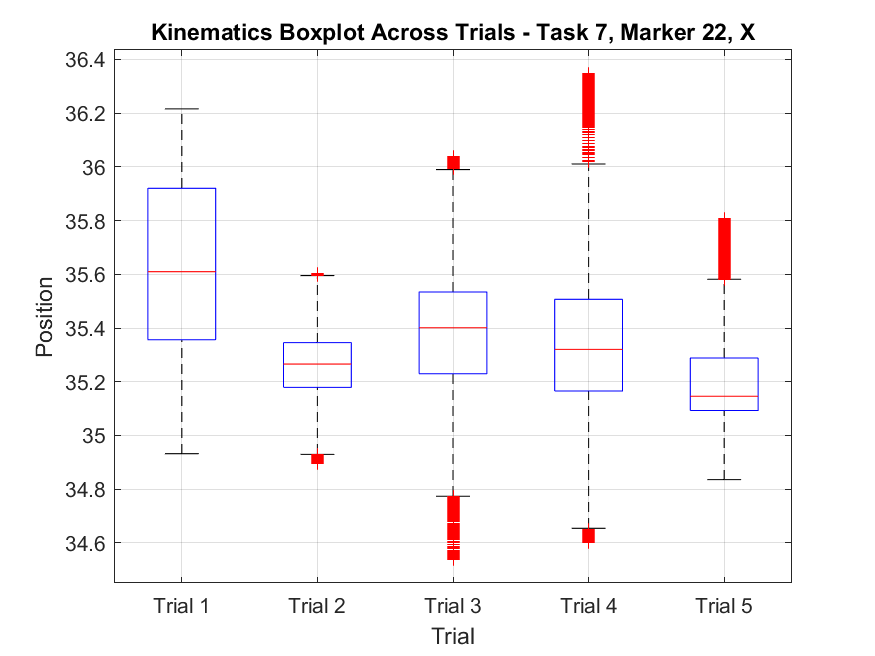 Kinematics Boxplot Across Trials - Task 7, Marker 22, X
36.4
36.2
36
35.8
35.6
35.4
35.2
35
34.8
34.6
Position
Trial 1 Trial 2 Trial 3 Trial 4 Trial 5
Trial